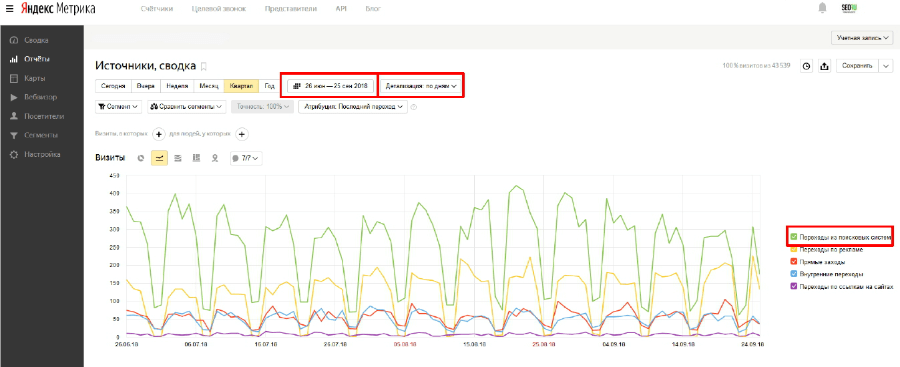 Яндекс Метрика
Счётчики Целевой звонок Представители API Блог
SEO
Сводка
Отчёты
Карты
Вебвизор
Посетители
Сегменты
Настройка
Учетная запись
Источники, сводка
100% визитов из 43 539
Сохранить
Сегодня Вчера Неделя Месяц Квартал Год
26 июн — 25 сен 2018
Детализация: по дням
Сегмент Сравнить сегменты Точность: 100% Атрибуция: Последний переход
Визиты, в которых + для людей, у которых +
Визиты
7/7
450
400
350
300
250
200
150
100
50
0
26.06.18 06.07.18 16.07.18 26.07.18 05.08.18 15.08.18 25.08.18 04.09.18 14.09.18 24.09.18
Переходы из поисковых систем
Переходы по рекламе
Прямые заходы
Внутренние переходы
Переходы по ссылкам на сайтах